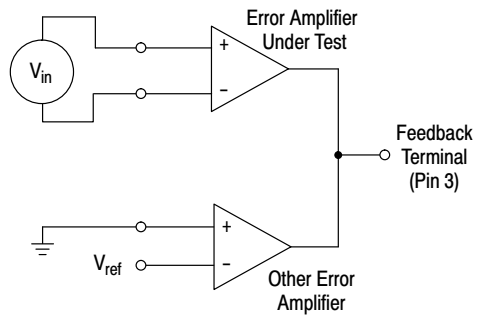 Error Amplifier
Under Test
+
−
Vin
Feedback
Terminal
(Pin 3)
+
−
Vref
Other Error
Amplifier